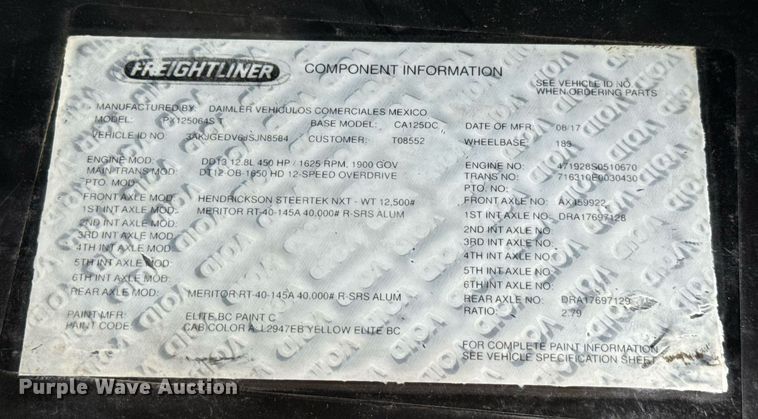 FREIGHTLINER COMPONENT INFORMATION
SEE VEHICLE ID NO.
WHEN ORDERING PARTS
MANUFACTURED BY: DAIMLER VEHICULOS COMERCIALES MEXICO
MODEL: PX125064S T BASE MODEL: CA125DC DATE OF MFR: 08/17
VEHICLE ID NO CUSTOMER: T08552 WHEELBASE: 183
ENGINE MOD: DD13 12.8L 450 HP / 1625 RPM, 1900 GOV ENGINE NO: 471928S0510670
MAIN TRANS MOD: DT12-OB-1650 HD 12-SPEED OVERDRIVE TRANS NO: 716310E0030430
PTO. MOD: PTO. NO:
FRONT AXLE MOD: HENDRICKSON STEERTEK NXT - WT 12,500# FRONT AXLE NO: AX159922
1ST INT AXLE MOD: MERITOR RT-40-145A 40,000# R-SRS ALUM 1ST INT AXLE NO: DRA17697128
2ND INT AXLE MOD: 2ND INT AXLE NO:
3RD INT AXLE MOD: 3RD INT AXLE NO:
4TH INT AXLE MOD: 4TH INT AXLE NO:
5TH INT AXLE MOD: 5TH INT AXLE NO:
6TH INT AXLE MOD: 6TH INT AXLE NO:
REAR AXLE MOD: MERITOR RT-40-145A 40,000# R-SRS ALUM REAR AXLE NO: DRA17697129
RATIO: 2.79
PAINT MFR: ELITE BC PAINT C
PAINT CODE: CAB COLOR A: L2947EB YELLOW ELITE BC
FOR COMPLETE PAINT INFORMATION
SEE VEHICLE SPECIFICATION SHEET
Purple Wave Auction